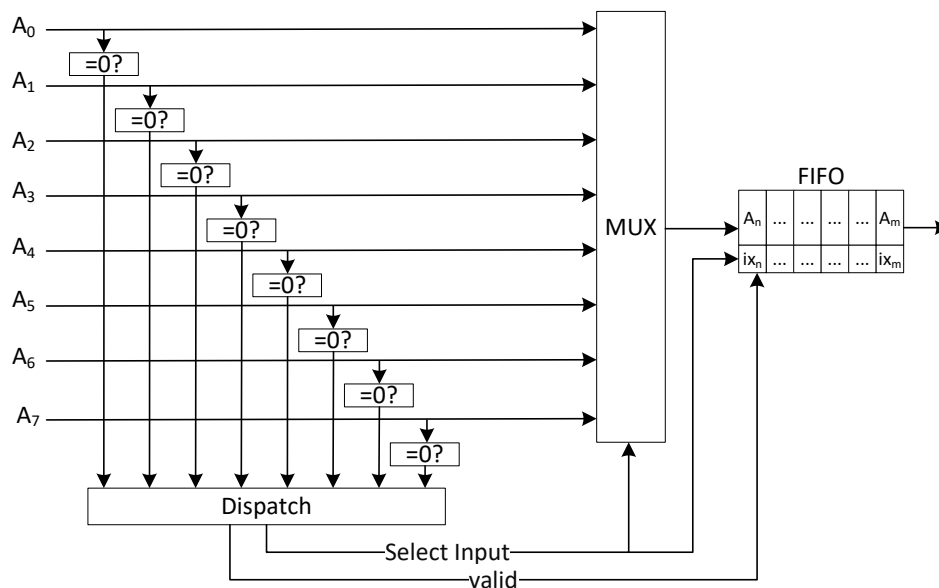 A₀
=0?
A₁
=0?
A₂
=0?
A₃
=0?
A₄
=0?
A₅
=0?
A₆
=0?
A₇
=0?
MUX
FIFO
Aₙ ... ... ... ... Aₘ
ixₙ ... ... ... ... ixₘ
Dispatch
Select Input
valid